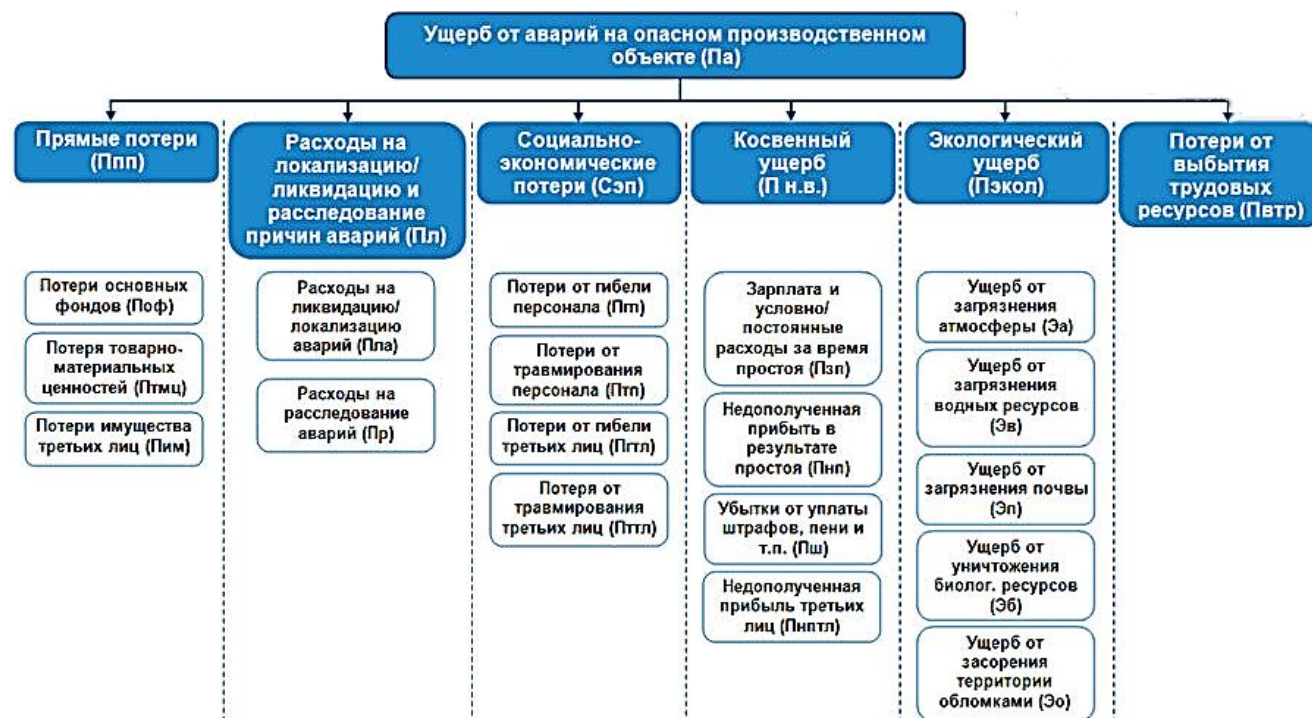 Ущерб от аварий на опасном производственном
объекте (Па)
Прямые потери
(Ппп)
Расходы на
локализацию/
ликвидацию и
расследование
причин аварий (Пл)
Социально-
экономические
потери (Сэп)
Косвенный
ущерб
(П н.в.)
Экологический
ущерб
(Пэкол)
Потери от
выбытия
трудовых
ресурсов (Пвтр)
Потери основных
фондов (Поф)
Потеря товарно-
материальных
ценностей (Птмц)
Потери имущества
третьих лиц (Пим)
Расходы на
ликвидацию/
локализацию
аварий (Пла)
Расходы на
расследование
аварий (Пр)
Потери от гибели
персонала (Пгп)
Потери от
травмирования
персонала (Птп)
Потери от гибели
третьих лиц (Пгтл)
Потеря от
травмирования
третьих лиц (Пттл)
Зарплата и
условно/
постоянные
расходы за время
простоя (Пзп)
Недополученная
прибыть в
результате
простоя (Пнп)
Убытки от уплаты
штрафов, пени и
т.п. (Пш)
Недополученная
прибыль третьих
лиц (Пнптл)
Ущерб от
загрязнения
атмосферы (Эа)
Ущерб от
загрязнения
водных ресурсов
(Эв)
Ущерб от
загрязнения почвы
(Эп)
Ущерб от
уничтожения
биолог. ресурсов
(Эб)
Ущерб от
засорения
территории
обломками (Эо)